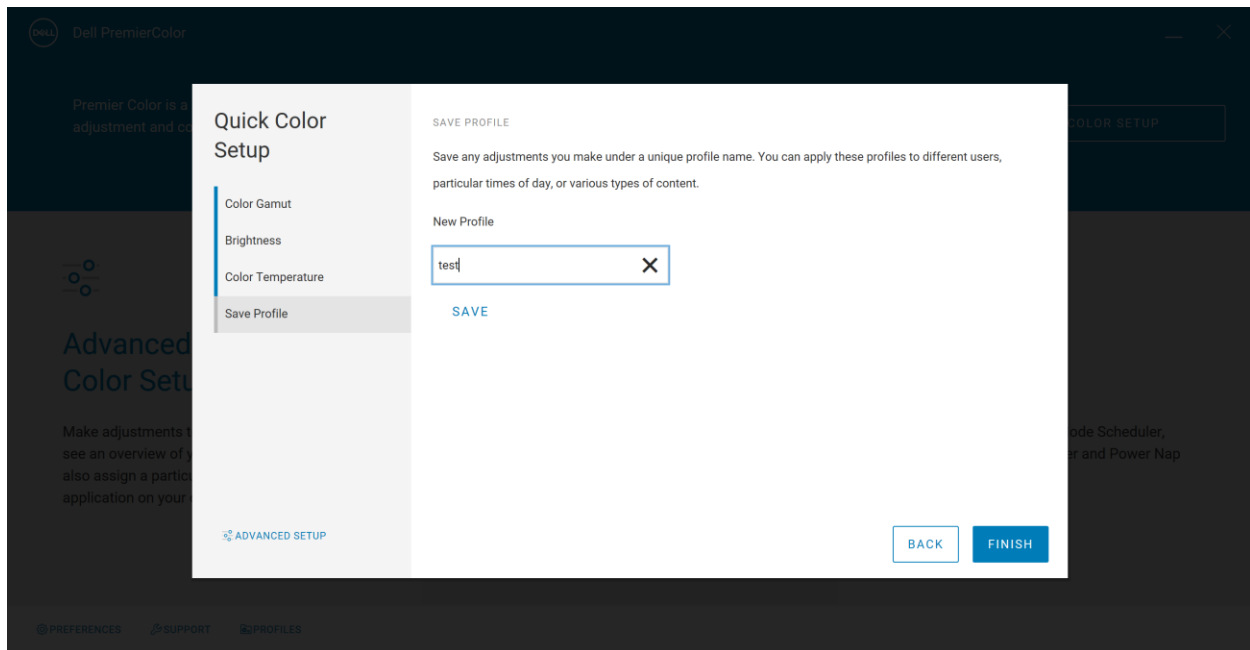 DELL
Dell PremierColor
Premier Color is a
adjustment and co
COLOR SETUP
Quick Color
Setup
Color Gamut
Brightness
Color Temperature
Save Profile
ADVANCED SETUP
SAVE PROFILE
Save any adjustments you make under a unique profile name. You can apply these profiles to different users,
particular times of day, or various types of content.
New Profile
test
SAVE
BACK
FINISH
Advanced
Color Setu
Make adjustments t
see an overview of y
also assign a particu
application on your
ode Scheduler,
er and Power Nap
PREFERENCES
SUPPORT
PROFILES